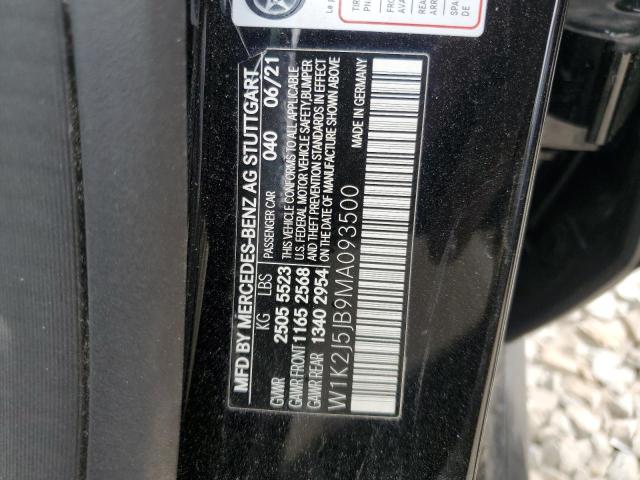 MFD BY MERCEDES-BENZ AG STUTTGART
KG LBS PASSENGER CAR 040 06/21
GVWR 2505 5523 THIS VEHICLE CONFORMS TO ALL APPLICABLE
GAWR FRONT 1165 2568 U.S. FEDERAL MOTOR VEHICLE SAFETY,BUMPER
AND THEFT PREVENTION STANDARDS IN EFFECT
GAWR REAR 1340 2954 ON DATE OF MANUFACTURE SHOWN ABOVE
W1K2J5JB9MA093500 MADE IN GERMANY